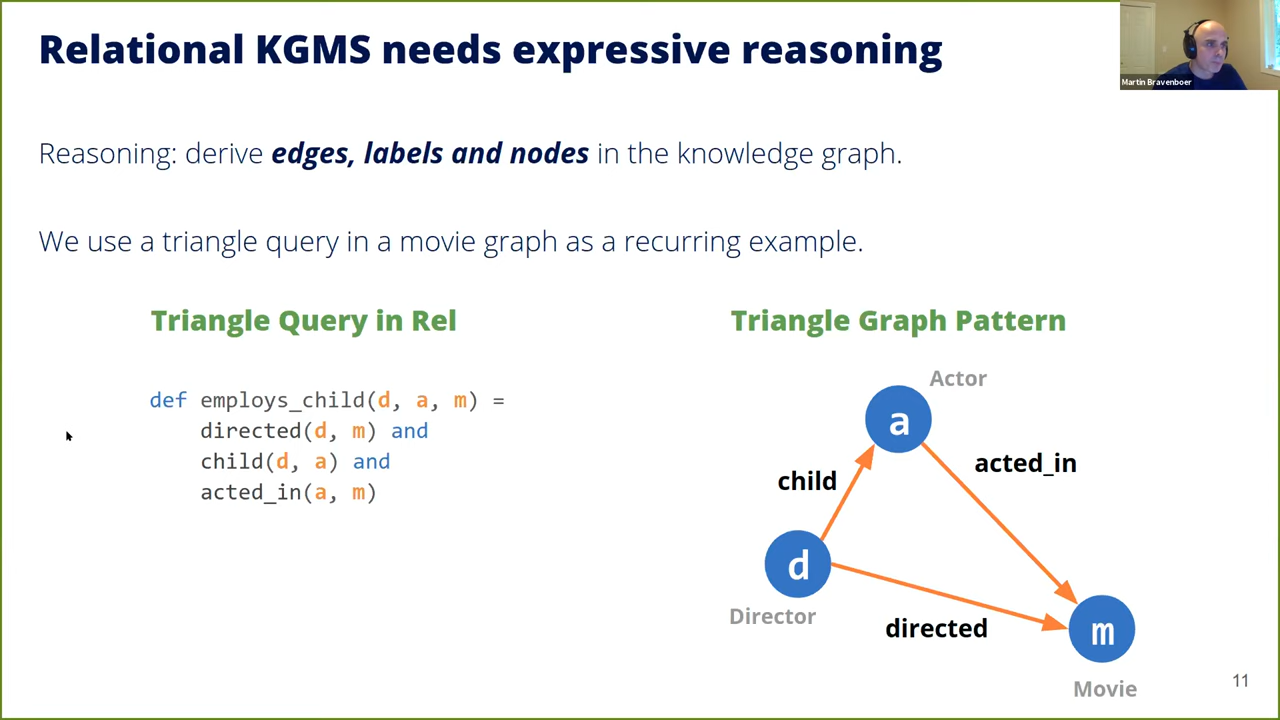 Relational KGMS needs expressive reasoning
Martin Bravenboer
Reasoning: derive edges, labels and nodes in the knowledge graph.
We use a triangle query in a movie graph as a recurring example.
Triangle Query in Rel
def employs_child(d, a, m) =
directed(d, m) and
child(d, a) and
acted_in(a, m)
Triangle Graph Pattern
Actor
a
acted_in
child
d
Director
directed
m
Movie
11